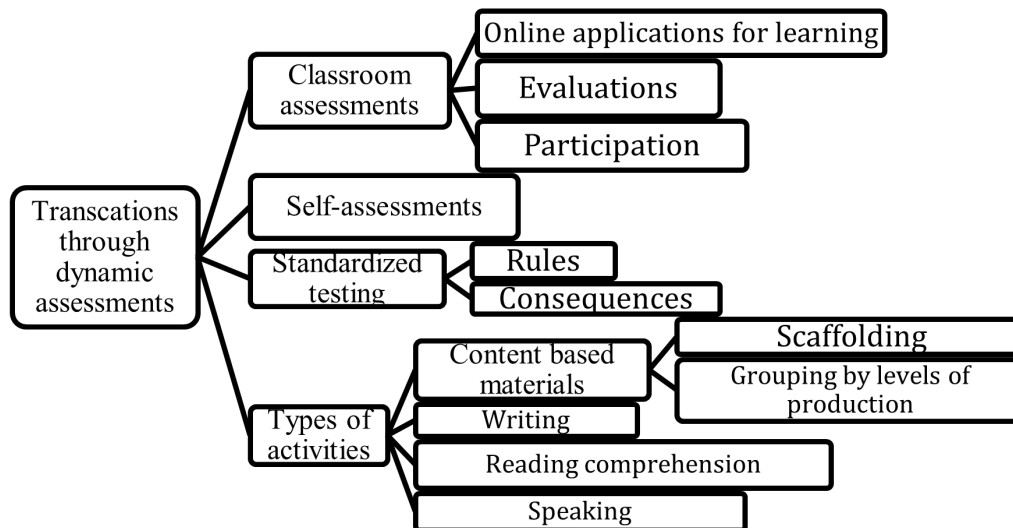 Transcations
through
dynamic
assessments
Classroom
assessments
Online applications for learning
Evaluations
Participation
Self-assessments
Standardized
testing
Rules
Consequences
Types of
activities
Content based
materials
Scaffolding
Grouping by levels of
production
Writing
Reading comprehension
Speaking